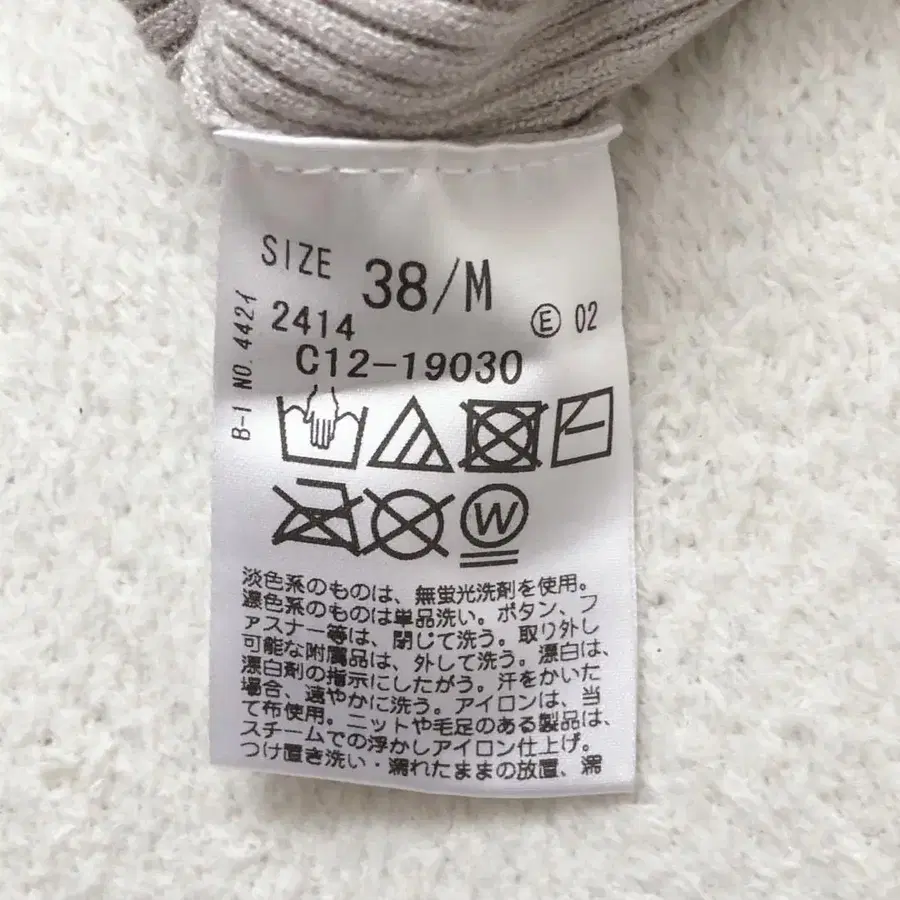 SIZE 38/M
2414 Ⓔ 02
C12-19030
B-1 NO.4421
W
淡色系のものは、無蛍光洗剤を使用。
濃色系のものは単品洗い。ボタン、フ
ァスナー等は、閉じて洗う。取り外し
可能な附属品は、外して洗う。漂白は、
漂白剤の指示にしたがう。汗をかいた
場合、速やかに洗う。アイロンは、当
て布使用。ニットや毛足のある製品は、
スチームでの浮かしアイロン仕上げ。
つけ置き洗い・濡れたままの放置、濡